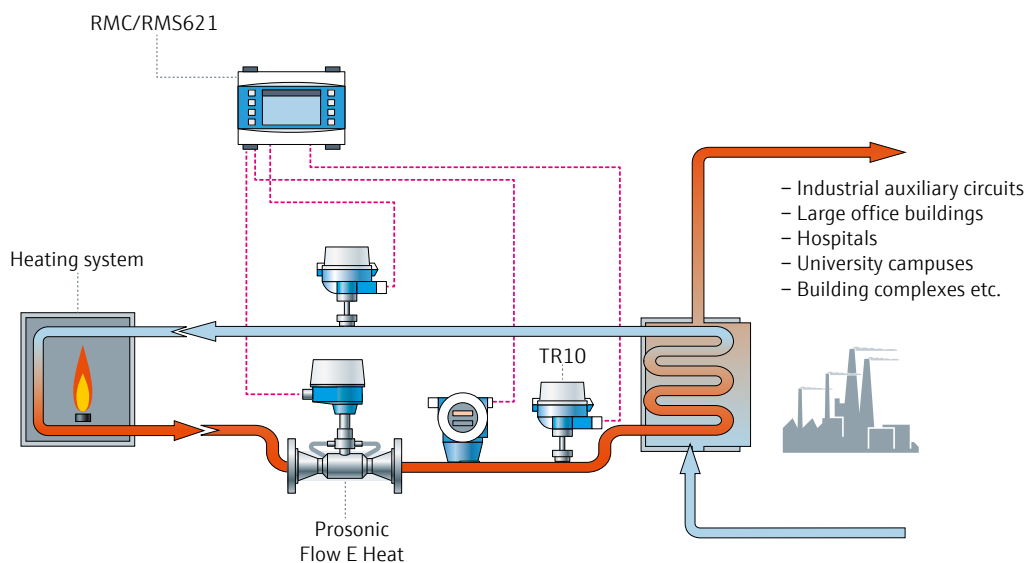 RMC/RMS621
– Industrial auxiliary circuits
– Large office buildings
– Hospitals
– University campuses
– Building complexes etc.
Heating system
TR10
Prosonic
Flow E Heat